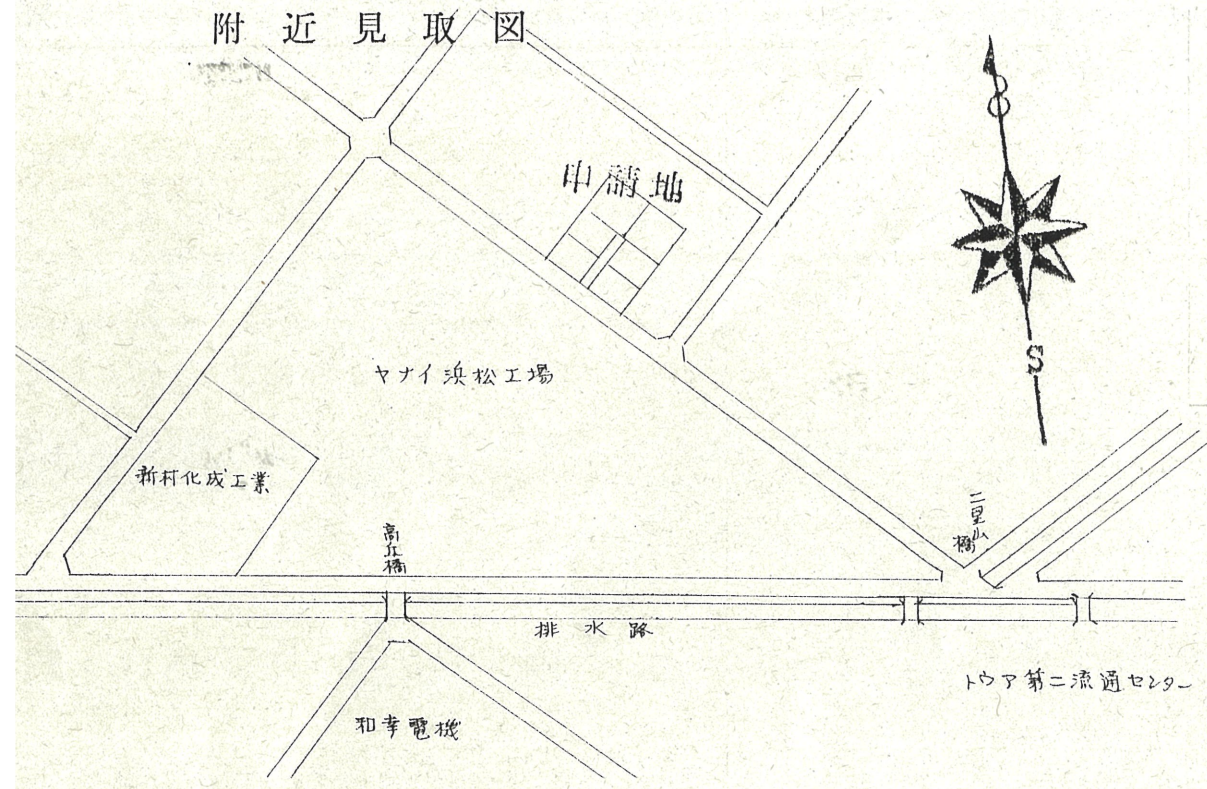 附近見取図
申請地
ヤナイ浜松工場
S
新村化成工業
高丘橋
二里山橋
排水路
トウア第二流通センター
和幸電機